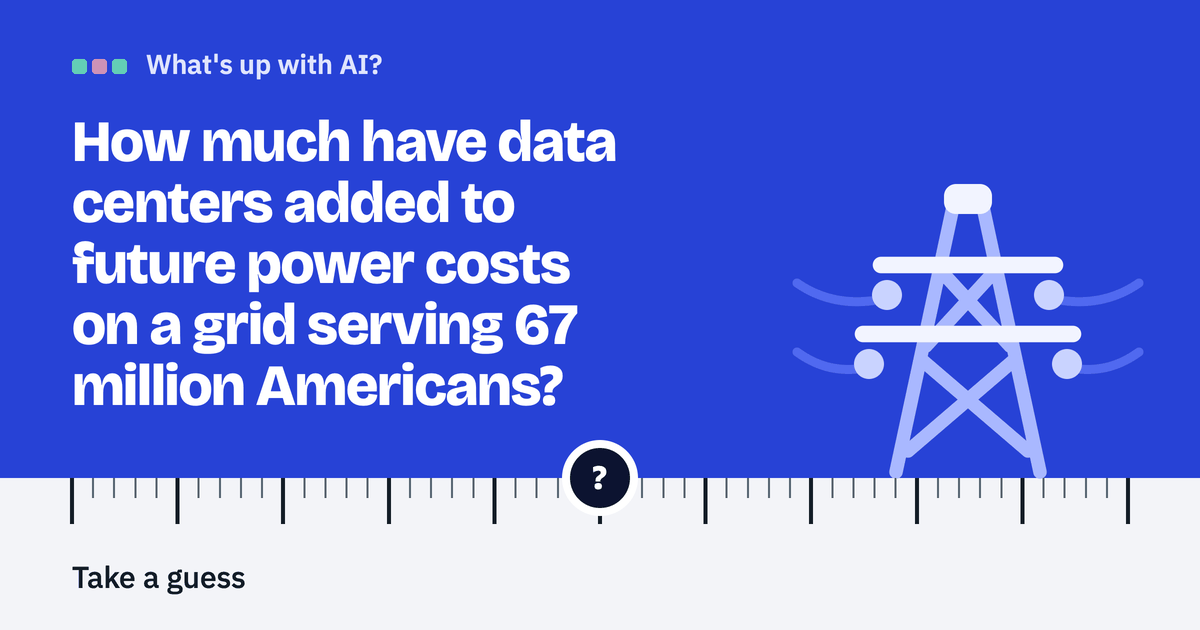 What's up with AI?
How much have data
centers added to
future power costs
on a grid serving 67
million Americans?
?
Take a guess